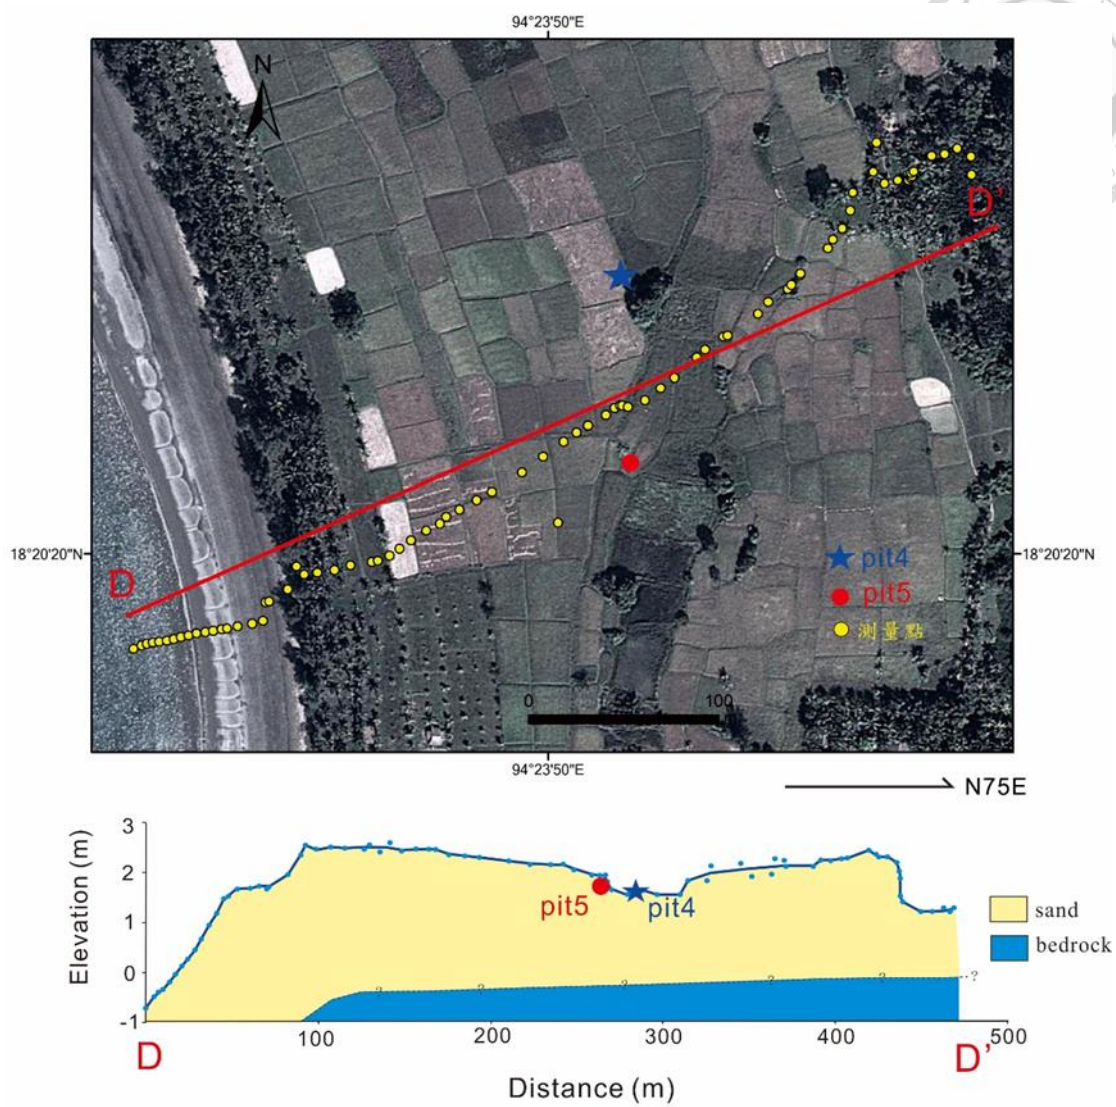 94°23'50"E
N
D'
18°20'20"N
18°20'20"N
D
pit4
pit5
測量點
0
50
100
94°23'50"E
N75E
Elevation (m)
3
2
1
0
-1
pit5
pit4
sand
bedrock
? ? ? ? ? ?
100 200 300 400 500
D
D'
Distance (m)